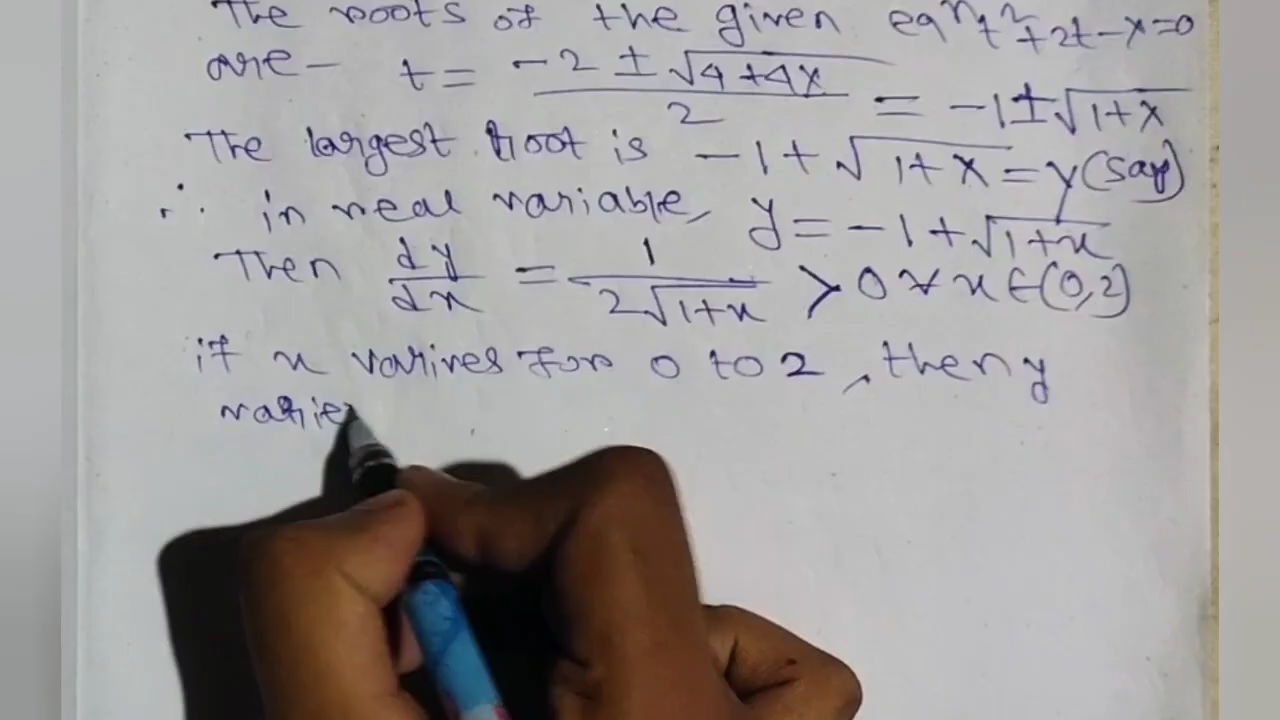 The roots of the given eqⁿ t²+2t-X=0
are- t = (-2 ± √(4+4X))/2 = -1±√(1+X)
The largest root is -1+√(1+X) = Y(say)
∴ in real variable, y = -1+√(1+x)
Then dy/dx = 1/(2√(1+x)) > 0 ∀ x ∈ (0,2)
if x varires for 0 to 2, then y
varies